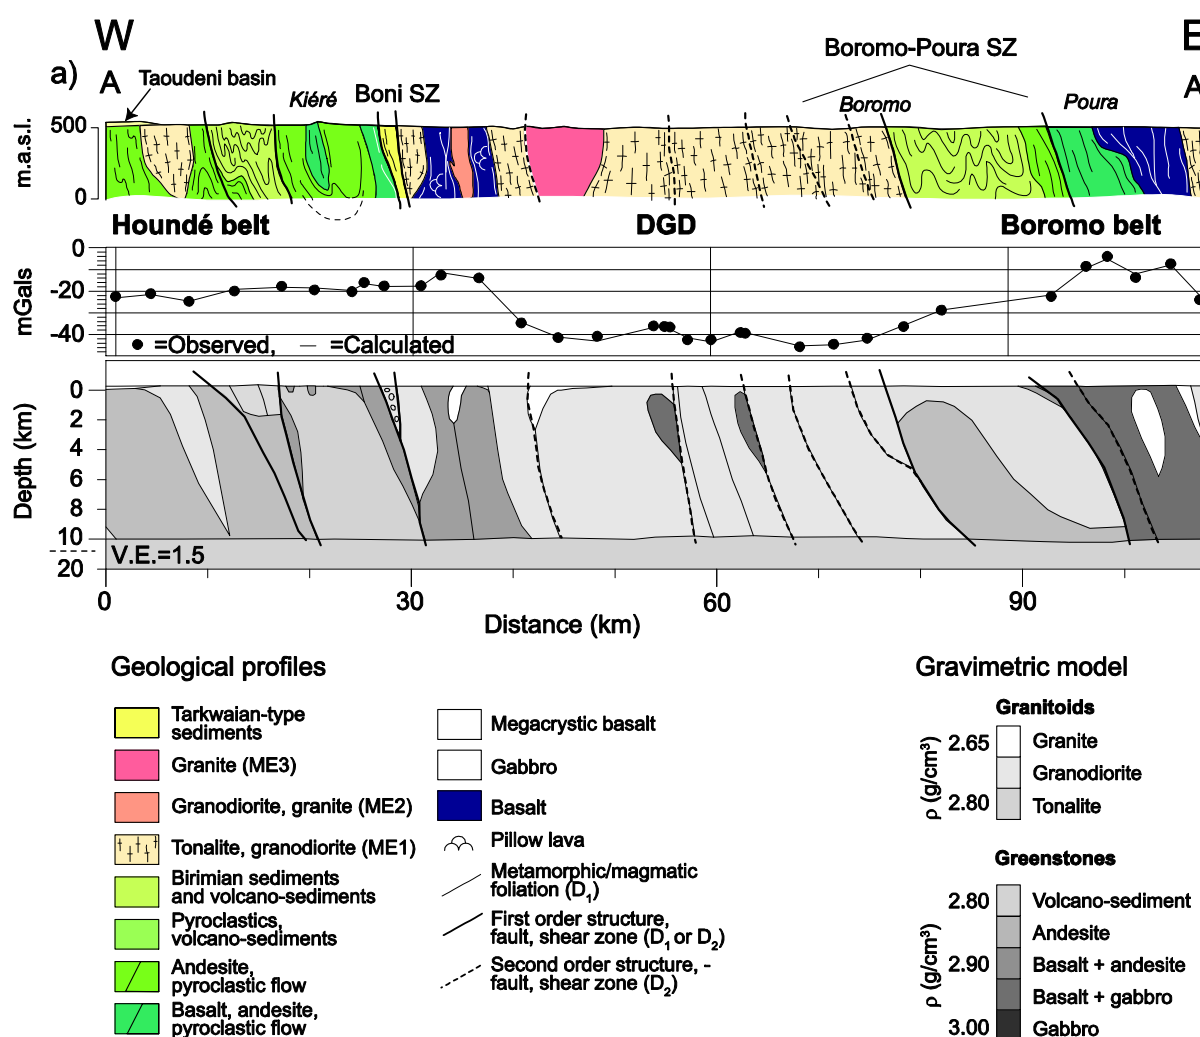 W
E
a)
A
Taoudeni basin
Kiéré
Boni SZ
Boromo-Poura SZ
Boromo
Poura
A
m.a.s.l.
500
0
Houndé belt
DGD
Boromo belt
mGals
0
-20
-40
=Observed, — =Calculated
Depth (km)
0
2
4
6
8
10
20
V.E.=1.5
0
30
60
90
Distance (km)
Geological profiles
Tarkwaian-type
sediments
Granite (ME3)
Granodiorite, granite (ME2)
Tonalite, granodiorite (ME1)
Birimian sediments
and volcano-sediments
Pyroclastics,
volcano-sediments
Andesite,
pyroclastic flow
Basalt, andesite,
pyroclastic flow
Megacrystic basalt
Gabbro
Basalt
Pillow lava
Metamorphic/magmatic
foliation (D1)
First order structure,
fault, shear zone (D1 or D2)
Second order structure, -
fault, shear zone (D2)
Gravimetric model
Granitoids
ρ (g/cm³)
2.65
Granite
Granodiorite
2.80
Tonalite
Greenstones
ρ (g/cm³)
2.80
Volcano-sediment
Andesite
2.90
Basalt + andesite
Basalt + gabbro
3.00
Gabbro